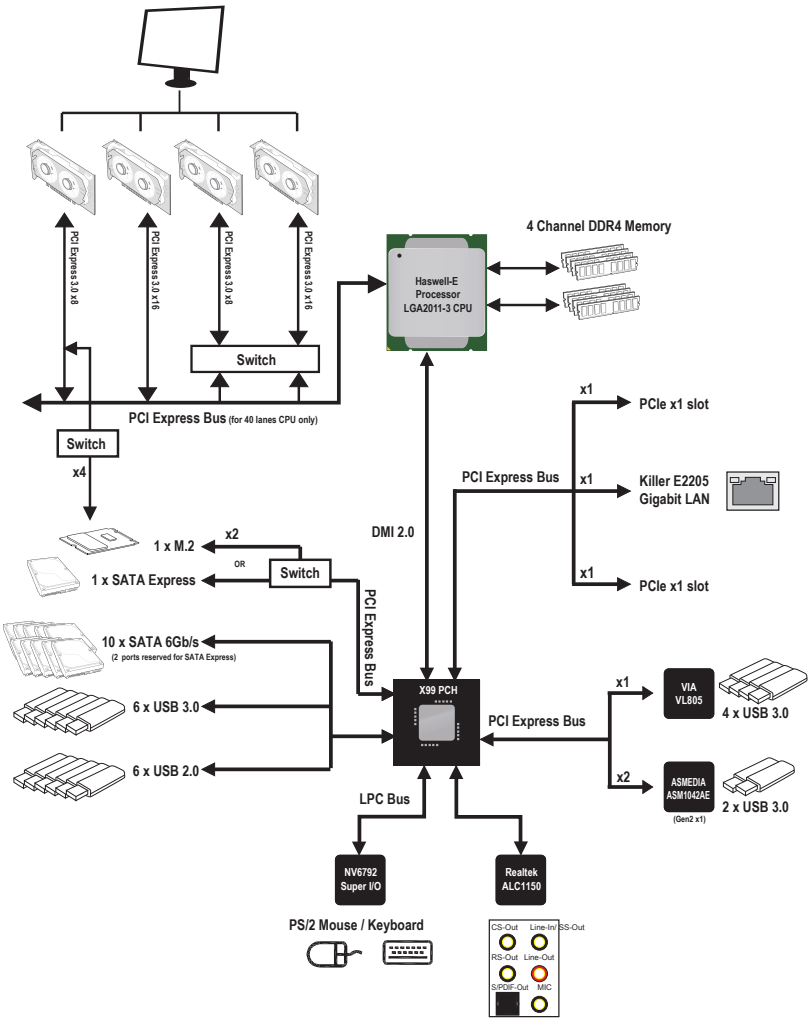 PCI Express 3.0 x8
PCI Express 3.0 x16
PCI Express 3.0 x8
PCI Express 3.0 x16
4 Channel DDR4 Memory
Haswell-E
Processor
LGA2011-3 CPU
Switch
PCI Express Bus (for 40 lanes CPU only)
Switch
x4
x1
PCIe x1 slot
PCI Express Bus
x1
Killer E2205
Gigabit LAN
x1
PCIe x1 slot
DMI 2.0
1 x M.2
x2
OR
Switch
1 x SATA Express
PCI Express Bus
10 x SATA 6Gb/s
(2 ports reserved for SATA Express)
6 x USB 3.0
6 x USB 2.0
X99 PCH
PCI Express Bus
x1
VIA
VL805
4 x USB 3.0
x2
ASMEDIA
ASM1042AE
(Gen2 x1)
2 x USB 3.0
LPC Bus
NV6792
Super I/O
Realtek
ALC1150
PS/2 Mouse / Keyboard
CS-Out
Line-In/ SS-Out
RS-Out
Line-Out
S/PDIF-Out
MIC